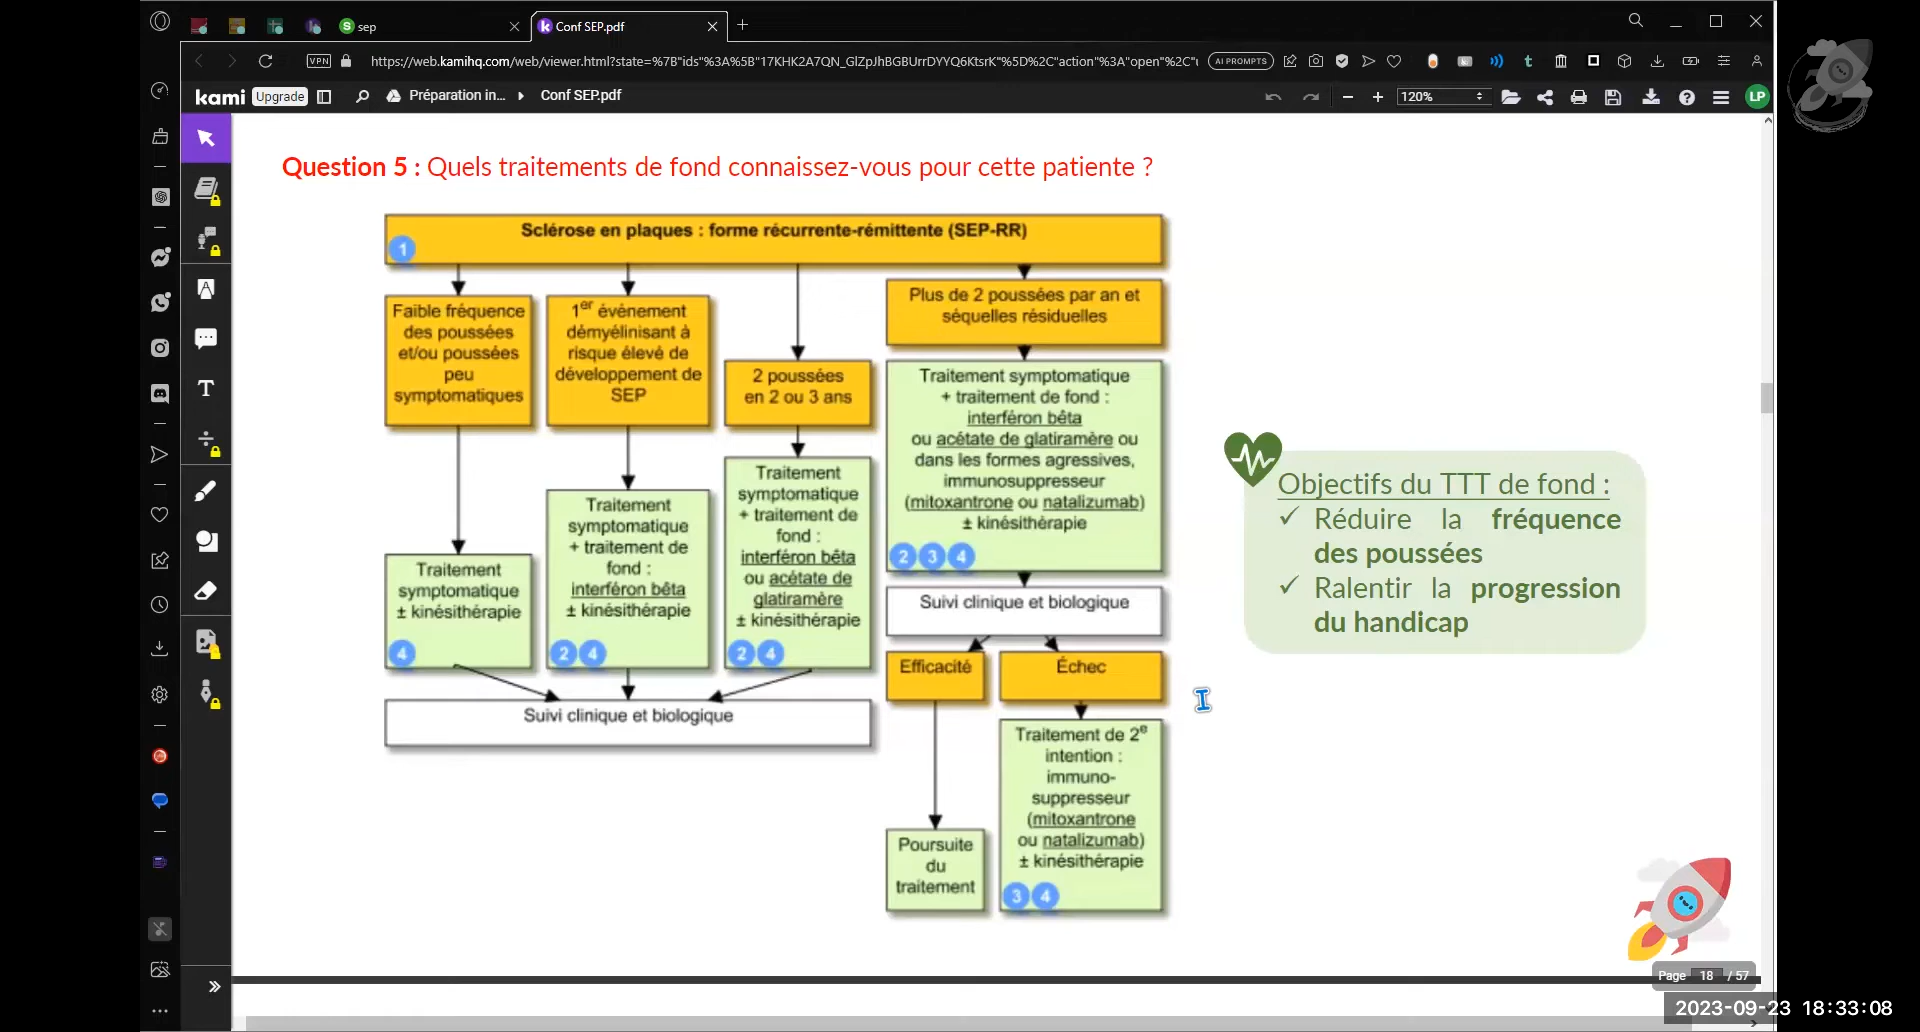 sep
Conf SEP.pdf
VPN
https://web.kamihq.com/web/viewer.html?state=%7B"ids"%3A%5B"17KHK2A7QN_GlZpJhBGBUrrDYYQ6KtsrK"%5D%2C"action"%3A"open"%2C"u
AI PROMPTS
kami
Upgrade
Préparation in...
Conf SEP.pdf
120%
LP
Question 5 : Quels traitements de fond connaissez-vous pour cette patiente ?
Sclérose en plaques : forme récurrente-rémittente (SEP-RR)
1
Faible fréquence
des poussées
et/ou poussées
peu
symptomatiques
1er événement
démyélinisant à
risque élevé de
développement de
SEP
2 poussées
en 2 ou 3 ans
Plus de 2 poussées par an et
séquelles résiduelles
Traitement symptomatique
+ traitement de fond :
interféron bêta
ou acétate de glatiramère ou
dans les formes agressives,
immunosuppresseur
(mitoxantrone ou natalizumab)
± kinésithérapie
2 3 4
Traitement
symptomatique
± kinésithérapie
4
Traitement
symptomatique
+ traitement de
fond :
interféron bêta
± kinésithérapie
2 4
Traitement
symptomatique
+ traitement de
fond :
interféron bêta
ou acétate de
glatiramère
± kinésithérapie
2 4
Suivi clinique et biologique
Suivi clinique et biologique
Efficacité
Échec
Poursuite
du
traitement
Traitement de 2e
intention :
immuno-
suppresseur
(mitoxantrone
ou natalizumab)
± kinésithérapie
3 4
Objectifs du TTT de fond :
✓ Réduire la fréquence
des poussées
✓ Ralentir la progression
du handicap
Page 18 / 57
2023-09-23 18:33:08